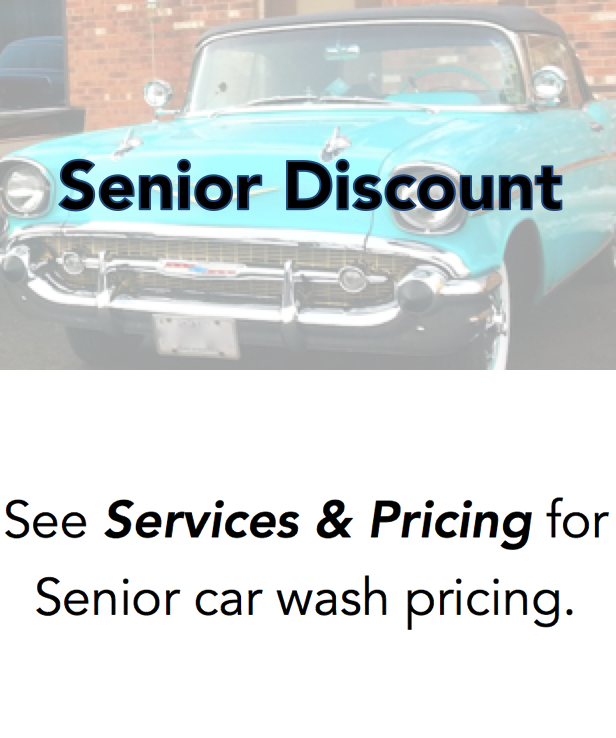 Senior Discount
See Services & Pricing for
Senior car wash pricing.